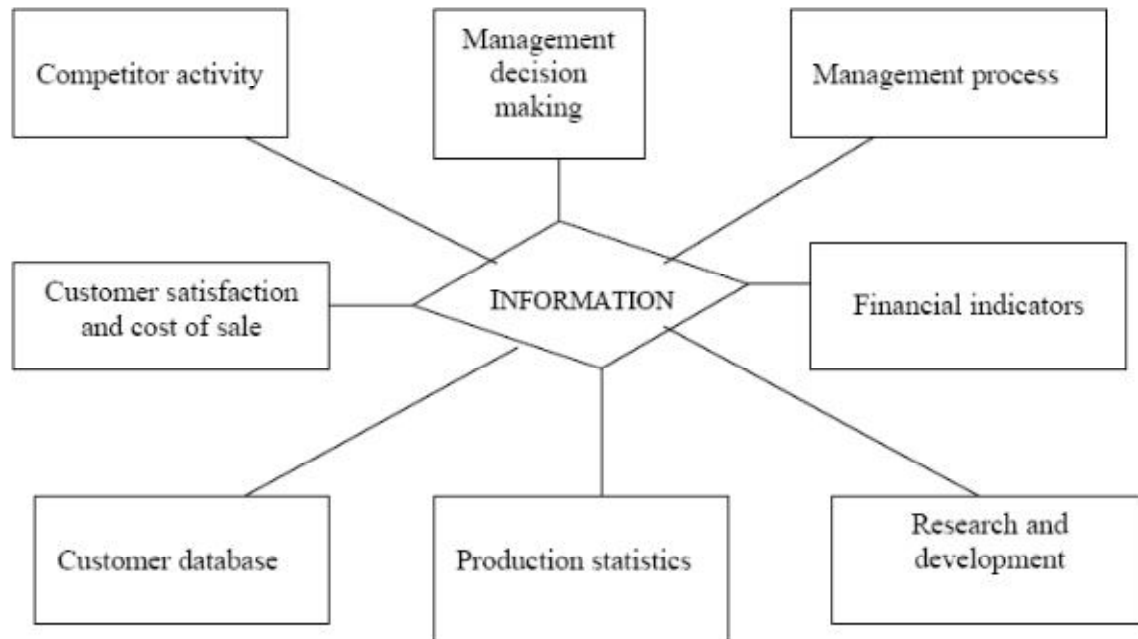 Competitor activity
Management
decision
making
Management process
Customer satisfaction
and cost of sale
INFORMATION
Financial indicators
Customer database
Production statistics
Research and
development